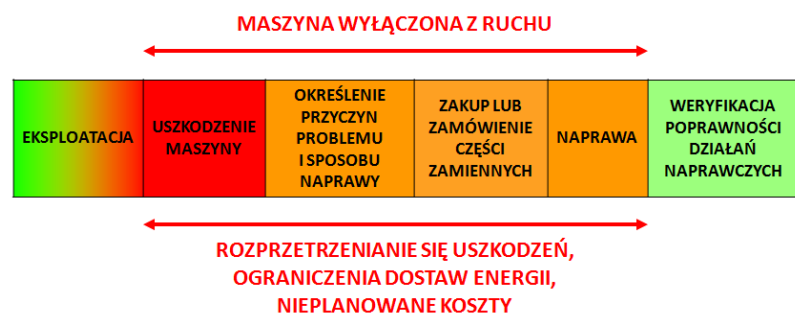 MASZYNA WYŁĄCZONA Z RUCHU
EKSPLOATACJA
USZKODZENIE
MASZYNY
OKREŚLENIE
PRZYCZYN
PROBLEMU
I SPOSOBU
NAPRAWY
ZAKUP LUB
ZAMÓWIENIE
CZĘŚCI
ZAMIENNYCH
NAPRAWA
WERYFIKACJA
POPRAWNOŚCI
DZIAŁAŃ
NAPRAWCZYCH
ROZPRZETRZENIANIE SIĘ USZKODZEŃ,
OGRANICZENIA DOSTAW ENERGII,
NIEPLANOWANE KOSZTY